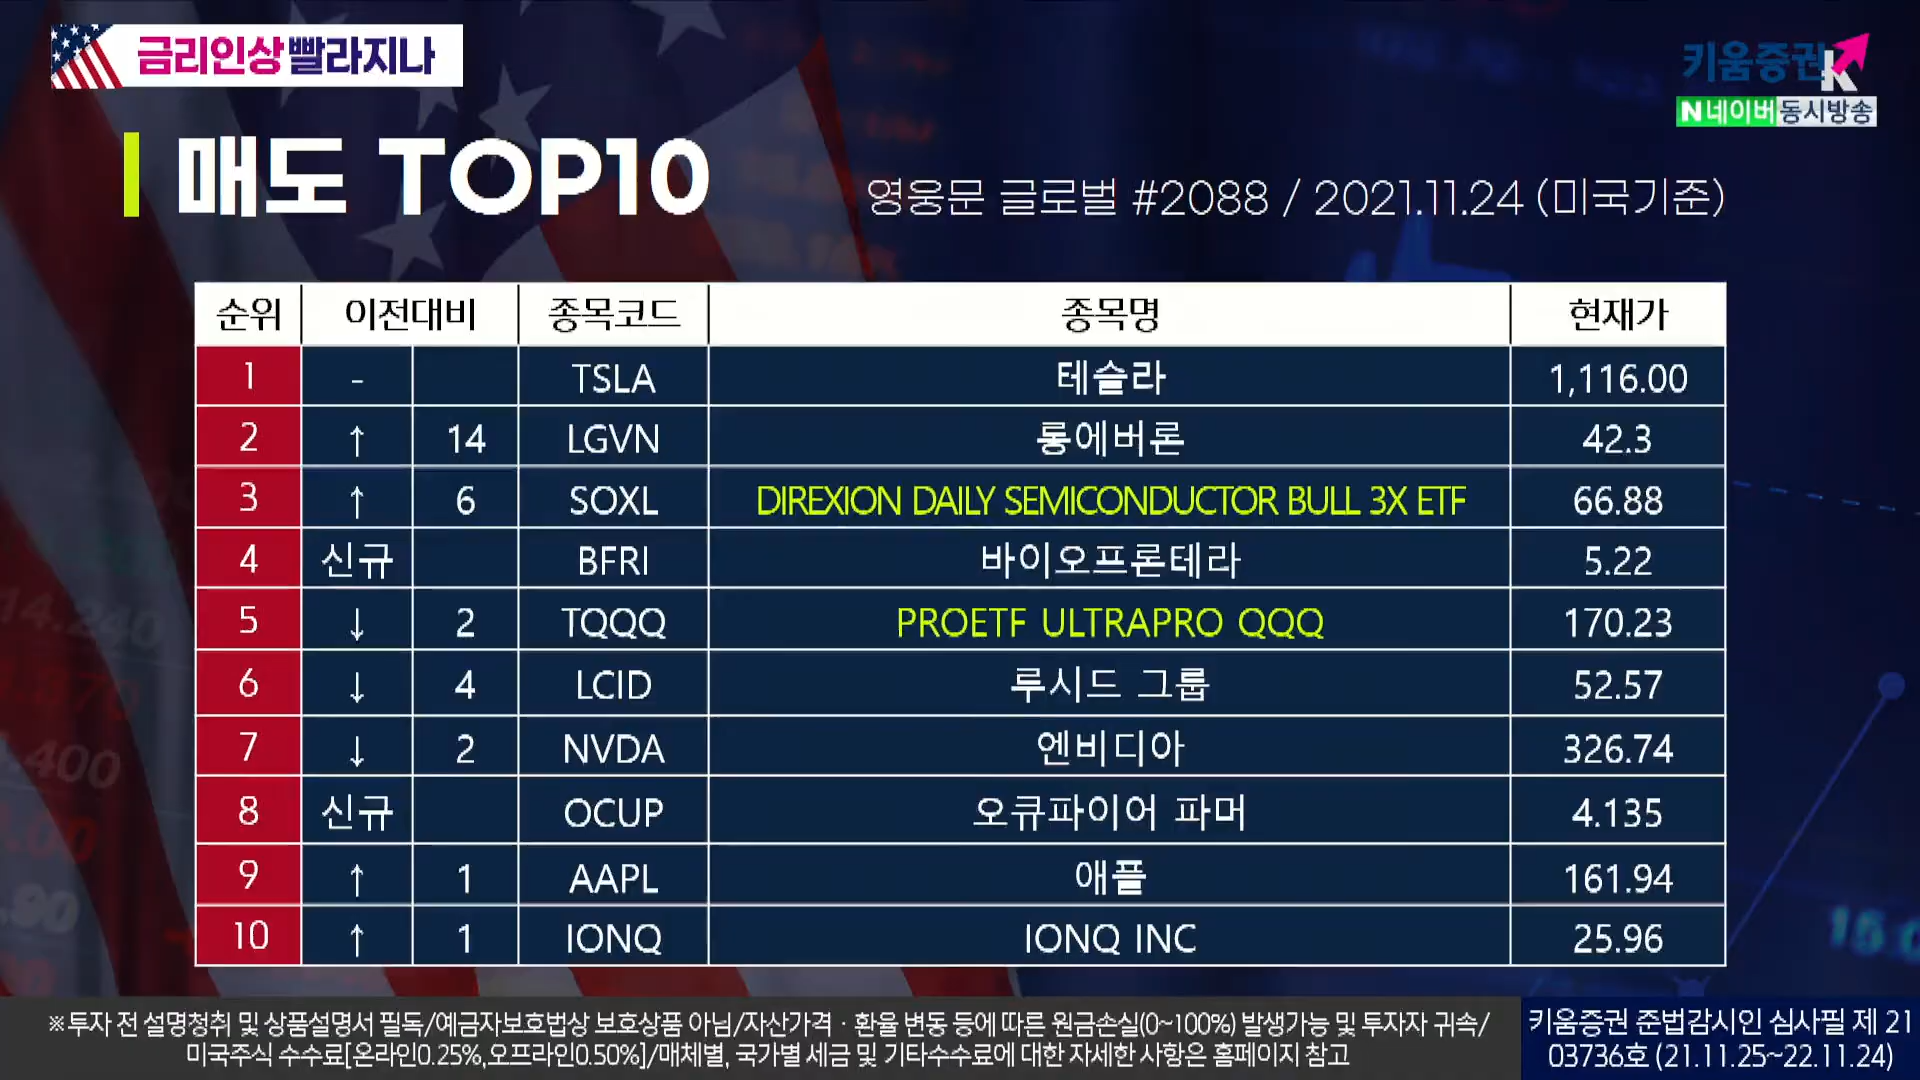 금리인상 빨라지나
키움증권
N 네이버 동시방송
매도 TOP10
영웅문 글로벌 #2088 / 2021.11.24 (미국기준)
순위 이전대비 종목코드 종목명 현재가
1 - TSLA 테슬라 1,116.00
2 ↑ 14 LGVN 롱에버론 42.3
3 ↑ 6 SOXL DIREXION DAILY SEMICONDUCTOR BULL 3X ETF 66.88
4 신규 BFRI 바이오프론테라 5.22
5 ↓ 2 TQQQ PROETF ULTRAPRO QQQ 170.23
6 ↓ 4 LCID 루시드 그룹 52.57
7 ↓ 2 NVDA 엔비디아 326.74
8 신규 OCUP 오큐파이어 파머 4.135
9 ↑ 1 AAPL 애플 161.94
10 ↑ 1 IONQ IONQ INC 25.96
※투자 전 설명청취 및 상품설명서 필독/예금자보호법상 보호상품 아님/자산가격·환율 변동 등에 따른 원금손실(0~100%) 발생가능 및 투자자 귀속/
미국주식 수수료[온라인0.25%,오프라인0.50%]/매체별, 국가별 세금 및 기타수수료에 대한 자세한 사항은 홈페이지 참고
키움증권 준법감시인 심사필 제 21
03736호 (21.11.25~22.11.24)